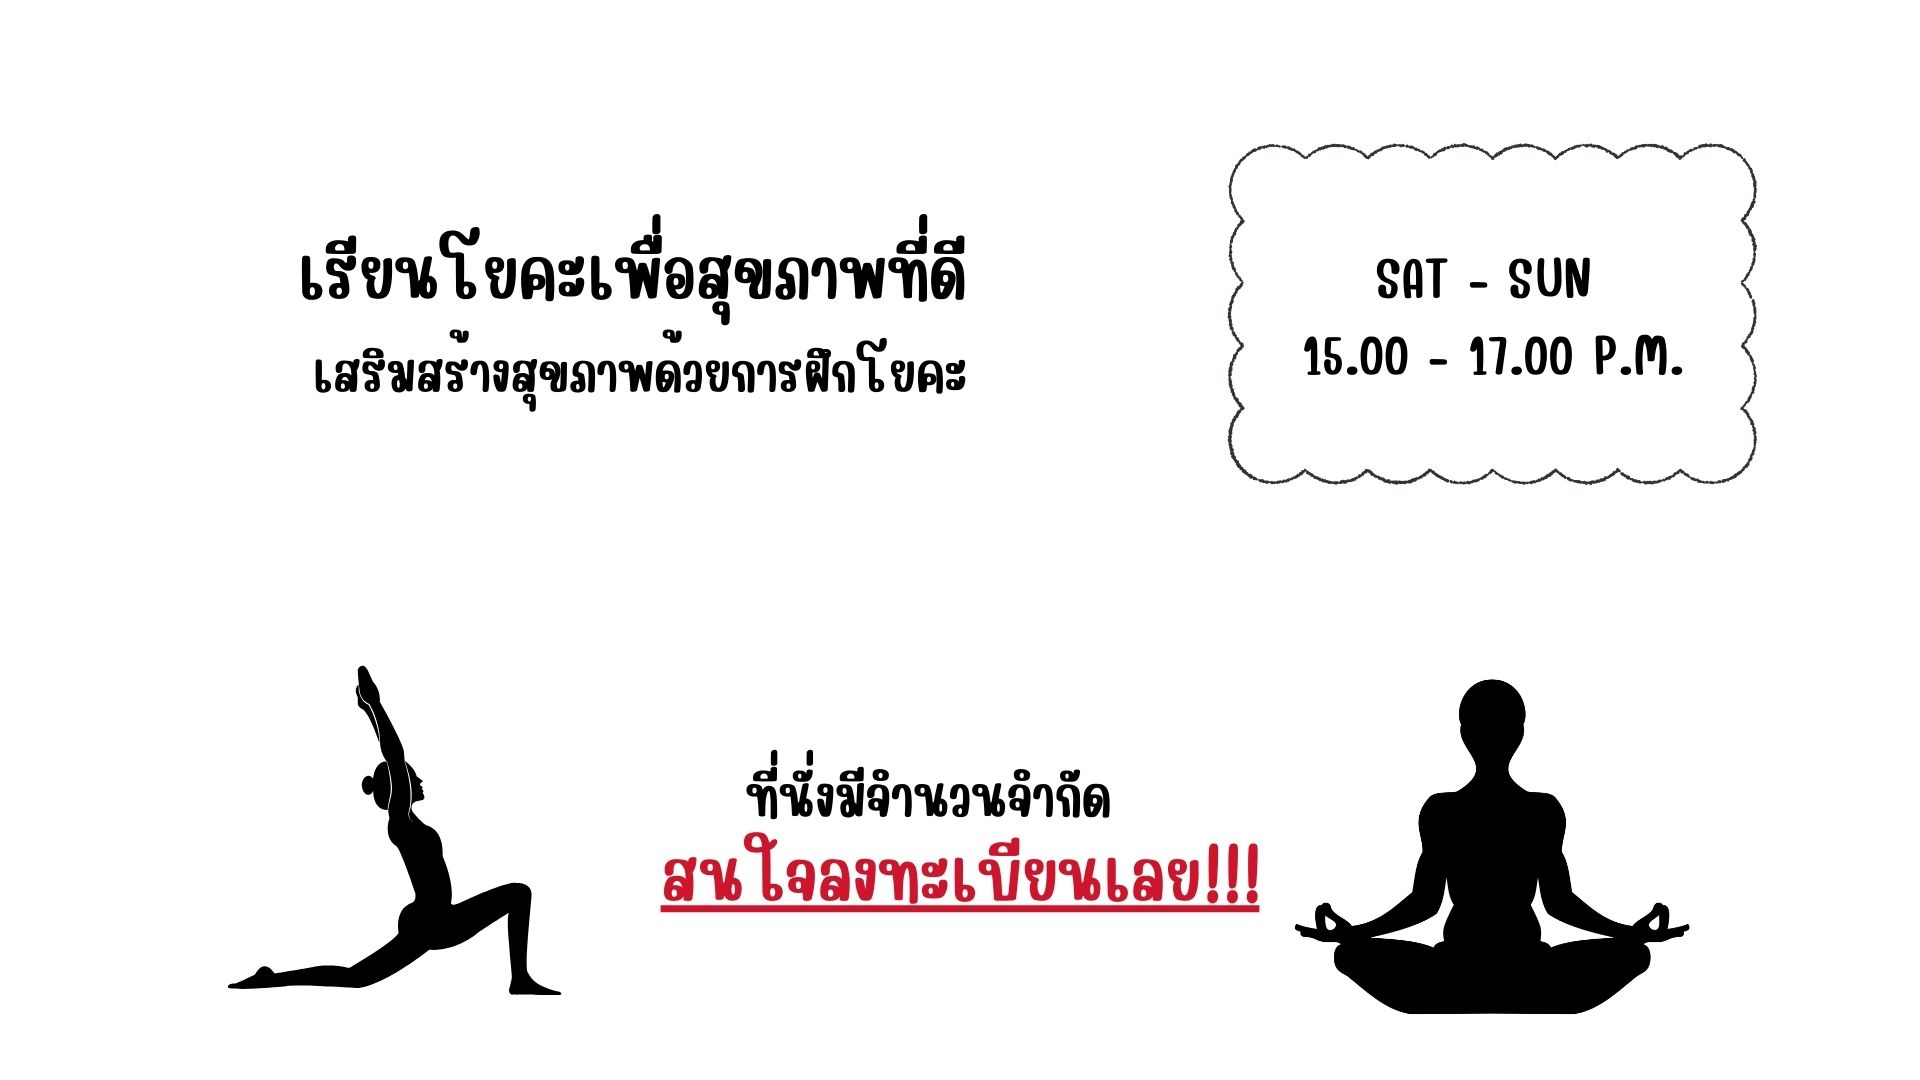 เรียนโยคะเพื่อสุขภาพที่ดี
เสริมสร้างสุขภาพด้วยการฝึกโยคะ
SAT - SUN
15.00 - 17.00 P.M.
ที่นั่งมีจำนวนจำกัด
สนใจลงทะเบียนเลย!!!